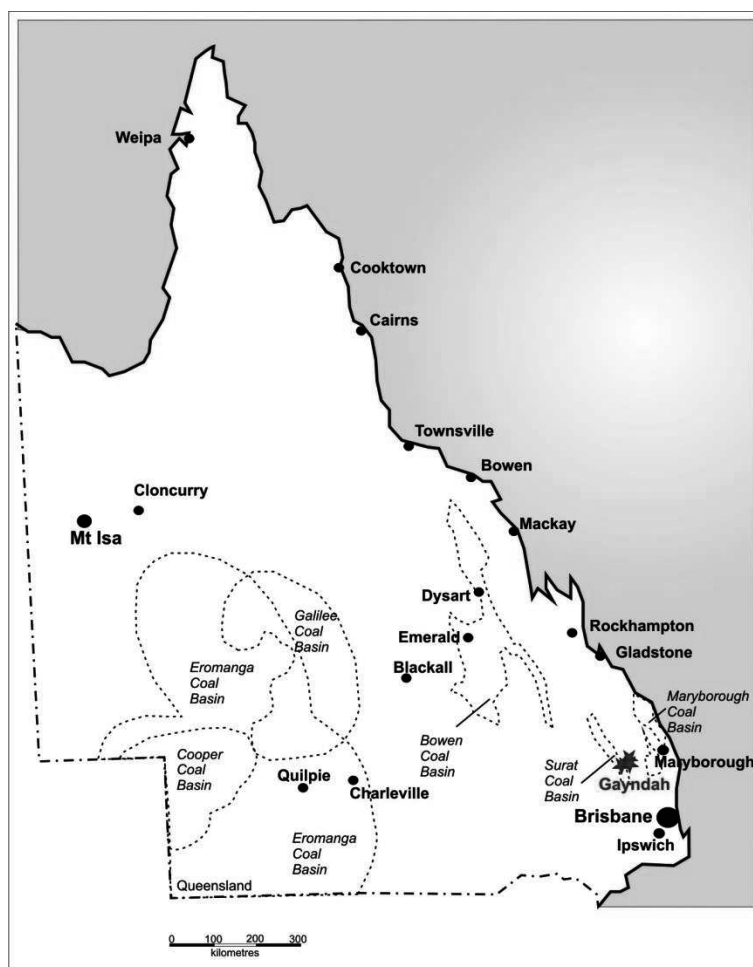 Weipa
Cooktown
Cairns
Townsville
Bowen
Cloncurry
Mt Isa
Mackay
Dysart
Galilee
Coal
Basin
Rockhampton
Emerald
Gladstone
Eromanga
Coal
Basin
Blackall
Maryborough
Coal
Basin
Bowen
Coal
Basin
Cooper
Coal
Basin
Surat
Coal
Basin
Maryborough
Quilpie
Charleville
Gayndah
Brisbane
Ipswich
Eromanga
Coal
Basin
Queensland
0 100 200 300
kilometres